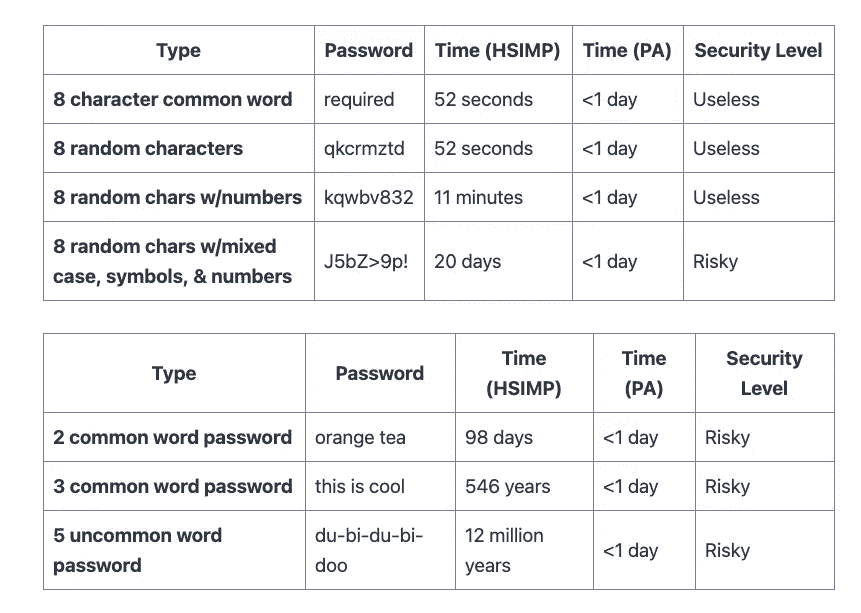 Type Password Time (HSIMP) Time (PA) Security Level
8 character common word required 52 seconds <1 day Useless
8 random characters qkcrmztd 52 seconds <1 day Useless
8 random chars w/numbers kqwbv832 11 minutes <1 day Useless
8 random chars w/mixed
case, symbols, & numbers J5bZ>9p! 20 days <1 day Risky
Type Password Time
(HSIMP) Time
(PA) Security
Level
2 common word password orange tea 98 days <1 day Risky
3 common word password this is cool 546 years <1 day Risky
5 uncommon word
password du-bi-du-bi-
doo 12 million
years <1 day Risky